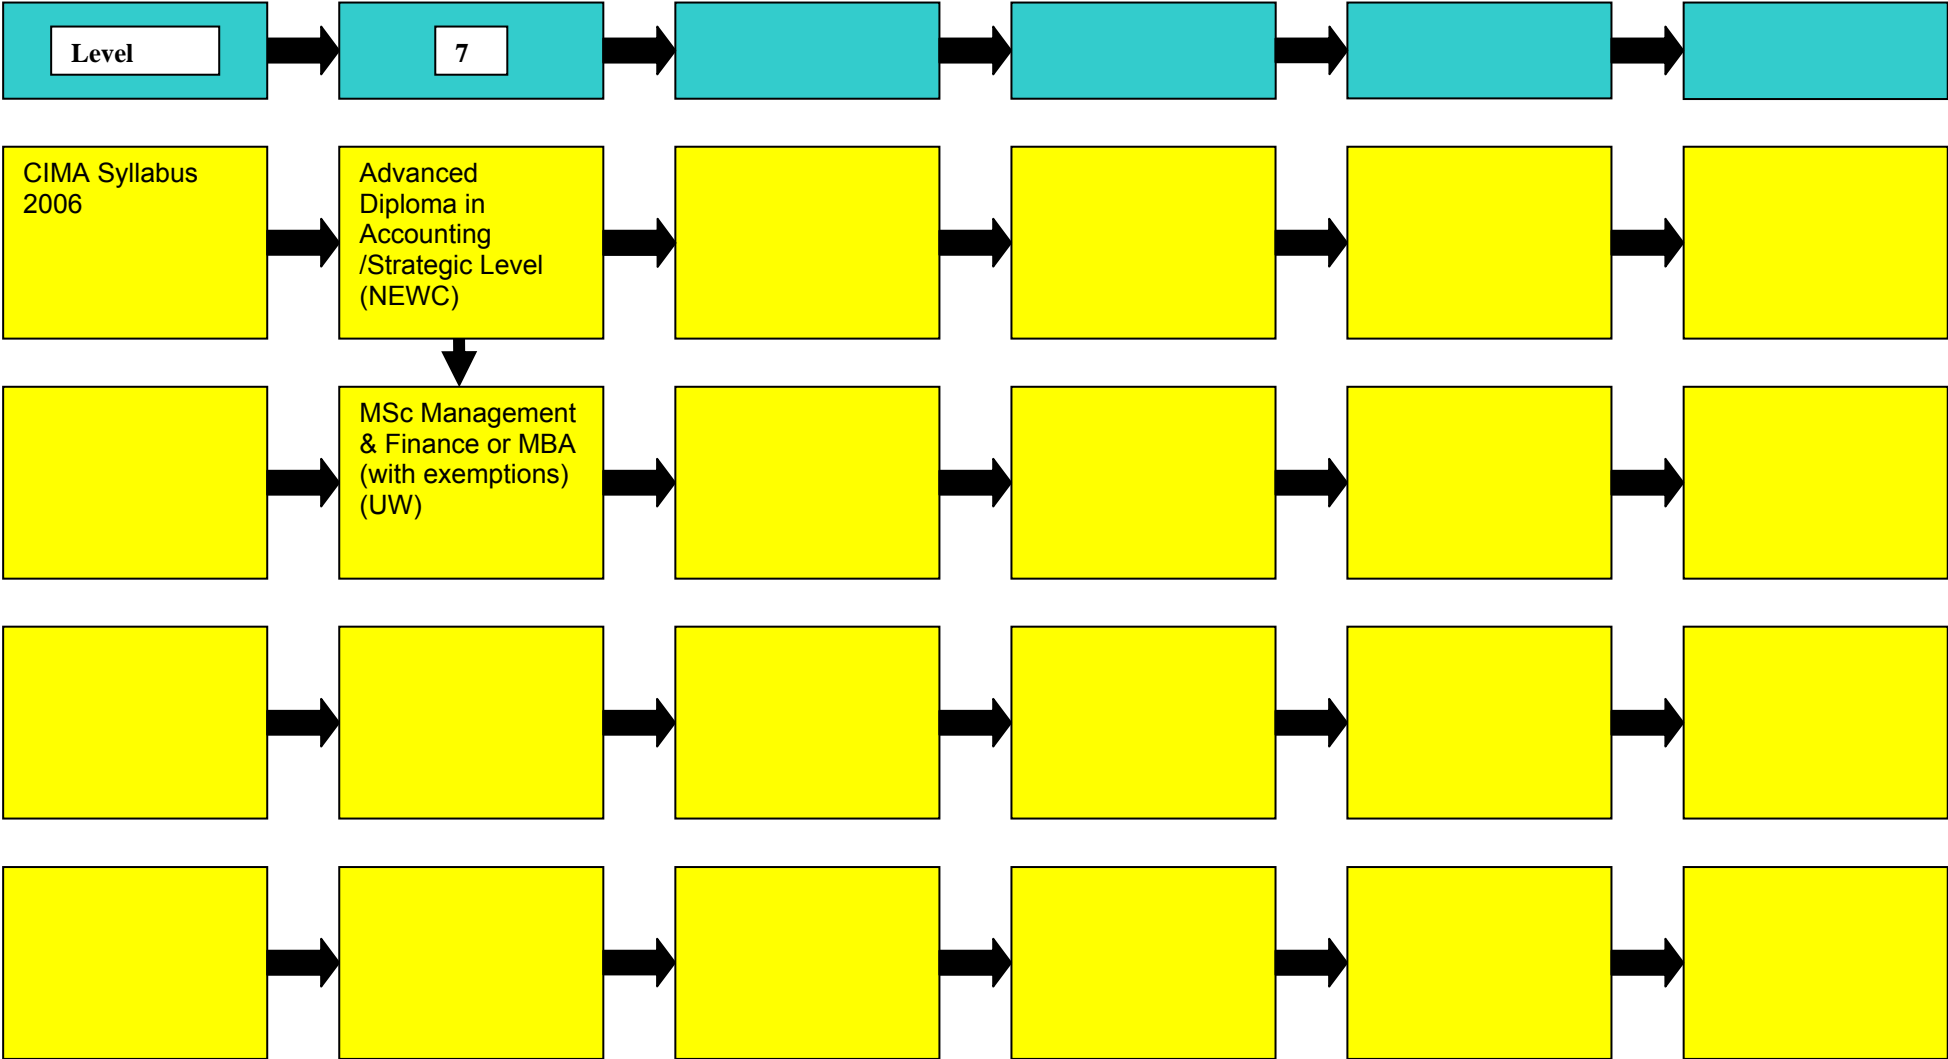 Level
7
CIMA Syllabus
2006
Advanced
Diploma in
Accounting
/Strategic Level
(NEWC)
MSc Management
& Finance or MBA
(with exemptions)
(UW)